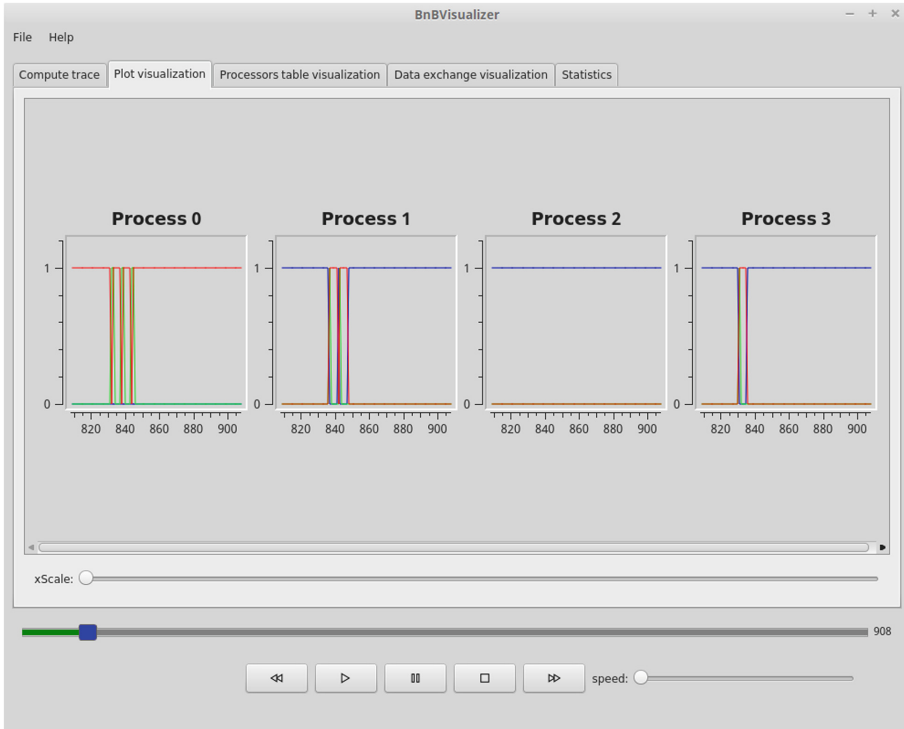 BnBVisualizer
File Help
Compute trace Plot visualization Processors table visualization Data exchange visualization Statistics
Process 0 Process 1 Process 2 Process 3
1 1 1 1
0 0 0 0
820 840 860 880 900 820 840 860 880 900 820 840 860 880 900 820 840 860 880 900
xScale:
908
speed: